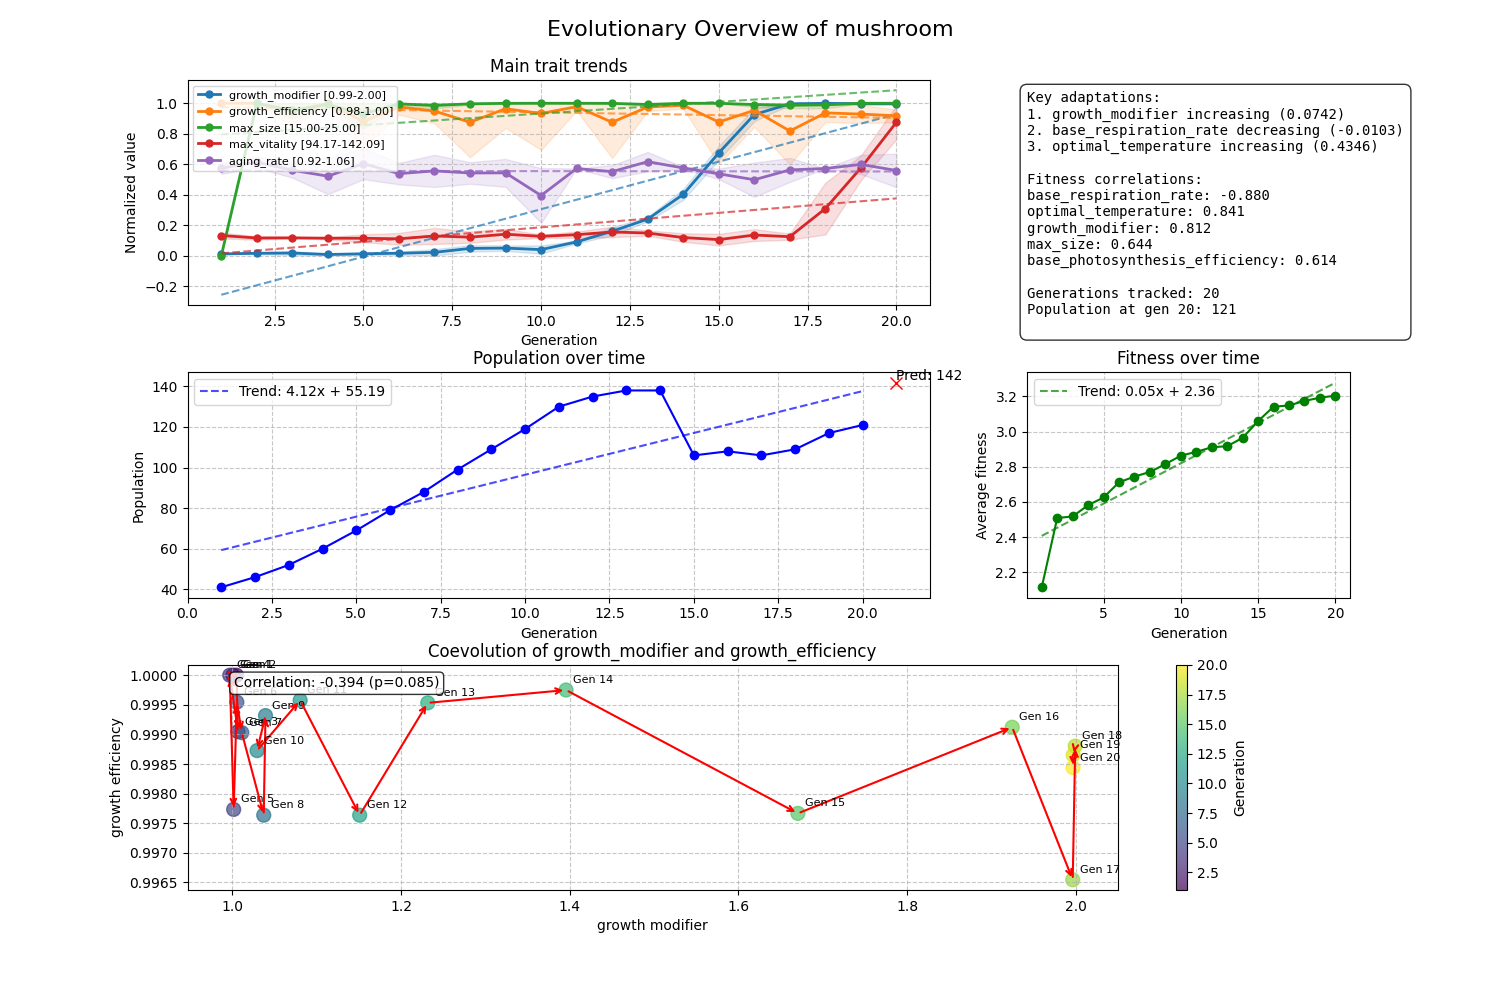 Evolutionary Overview of mushroom
Main trait trends
growth_modifier [0.99-2.00]
growth_efficiency [0.98-1.00]
max_size [15.00-25.00]
max_vitality [94.17-142.09]
aging_rate [0.92-1.06]
Normalized value
1.0
0.8
0.6
0.4
0.2
0.0
−0.2
2.5
5.0
7.5
10.0
12.5
15.0
17.5
20.0
Generation
Key adaptations:
1. growth_modifier increasing (0.0742)
2. base_respiration_rate decreasing (-0.0103)
3. optimal_temperature increasing (0.4346)
Fitness correlations:
base_respiration_rate: -0.880
optimal_temperature: 0.841
growth_modifier: 0.812
max_size: 0.644
base_photosynthesis_efficiency: 0.614
Generations tracked: 20
Population at gen 20: 121
Population over time
Trend: 4.12x + 55.19
Pred: 142
Population
140
120
100
80
60
40
0.0
2.5
5.0
7.5
10.0
12.5
15.0
17.5
20.0
Generation
Fitness over time
Trend: 0.05x + 2.36
Average fitness
3.2
3.0
2.8
2.6
2.4
2.2
5
10
15
20
Generation
Coevolution of growth_modifier and growth_efficiency
Correlation: -0.394 (p=0.085)
growth efficiency
1.0000
0.9995
0.9990
0.9985
0.9980
0.9975
0.9970
0.9965
Gen 5
Gen 8
Gen 9
Gen 10
Gen 12
Gen 13
Gen 14
Gen 15
Gen 16
Gen 17
Gen 18
Gen 19
Gen 20
1.0
1.2
1.4
1.6
1.8
2.0
growth modifier
20.0
17.5
15.0
12.5
10.0
7.5
5.0
2.5
Generation